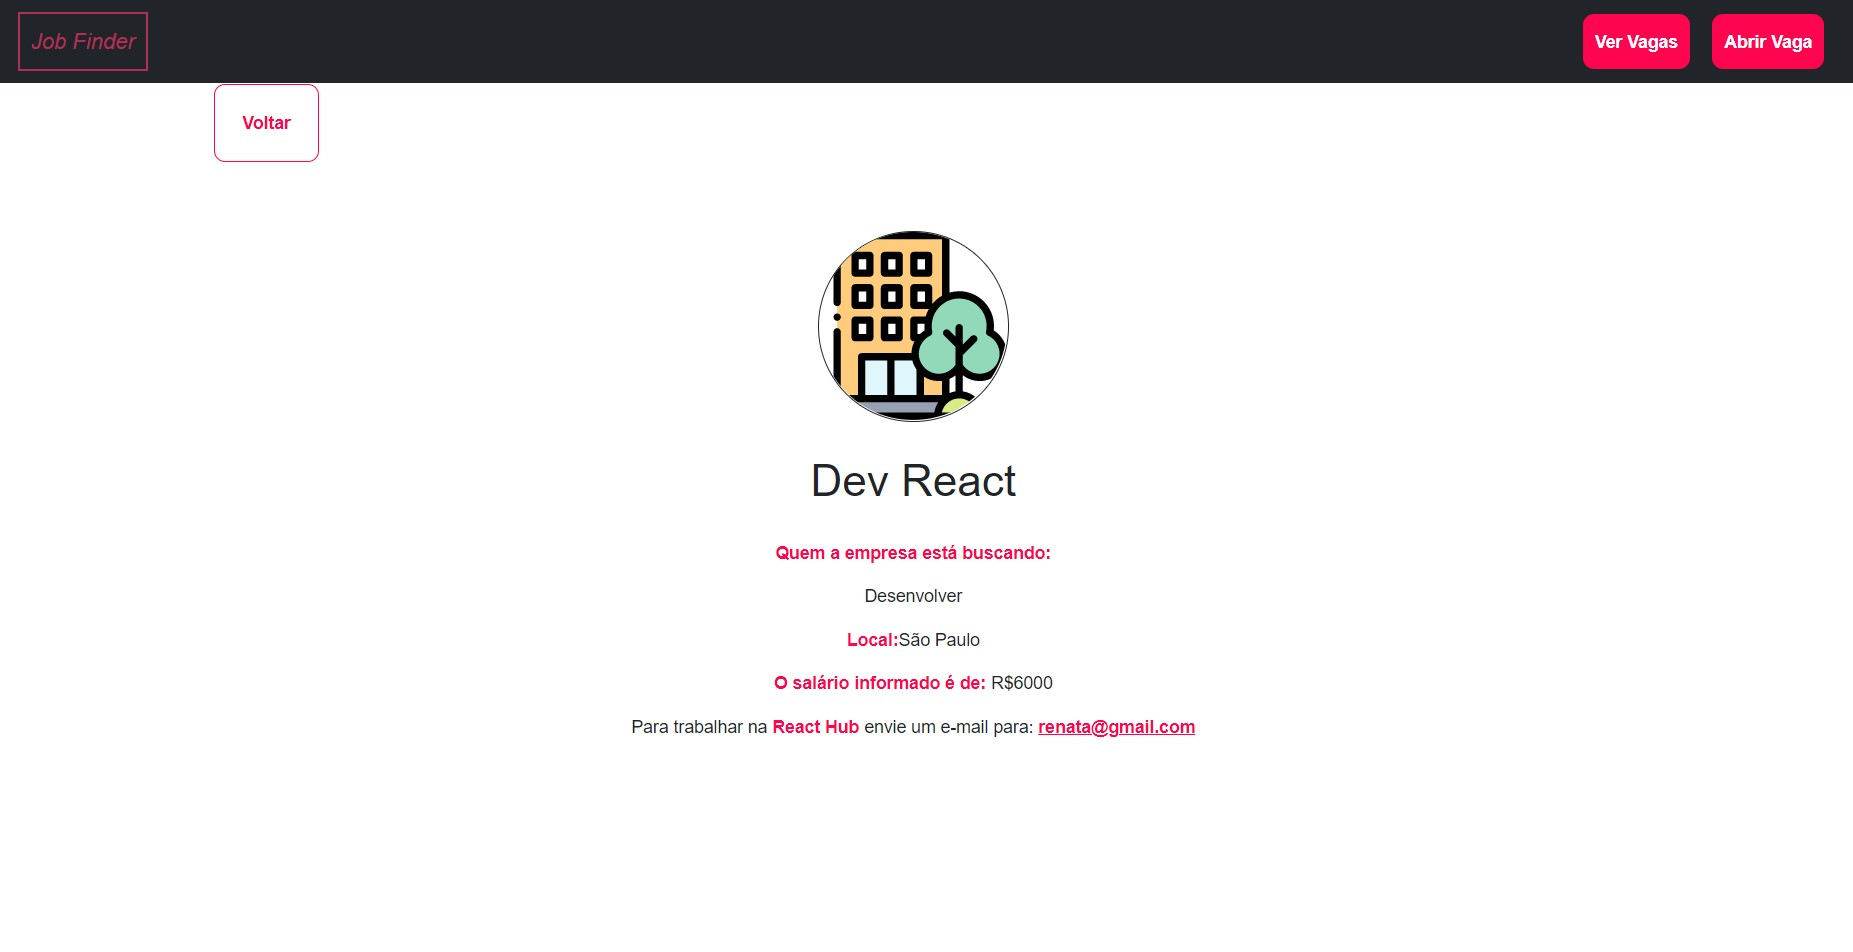 Job Finder
Ver Vagas
Abrir Vaga
Voltar
Dev React
Quem a empresa está buscando:
Desenvolver
Local:São Paulo
O salário informado é de: R$6000
Para trabalhar na React Hub envie um e-mail para: renata@gmail.com